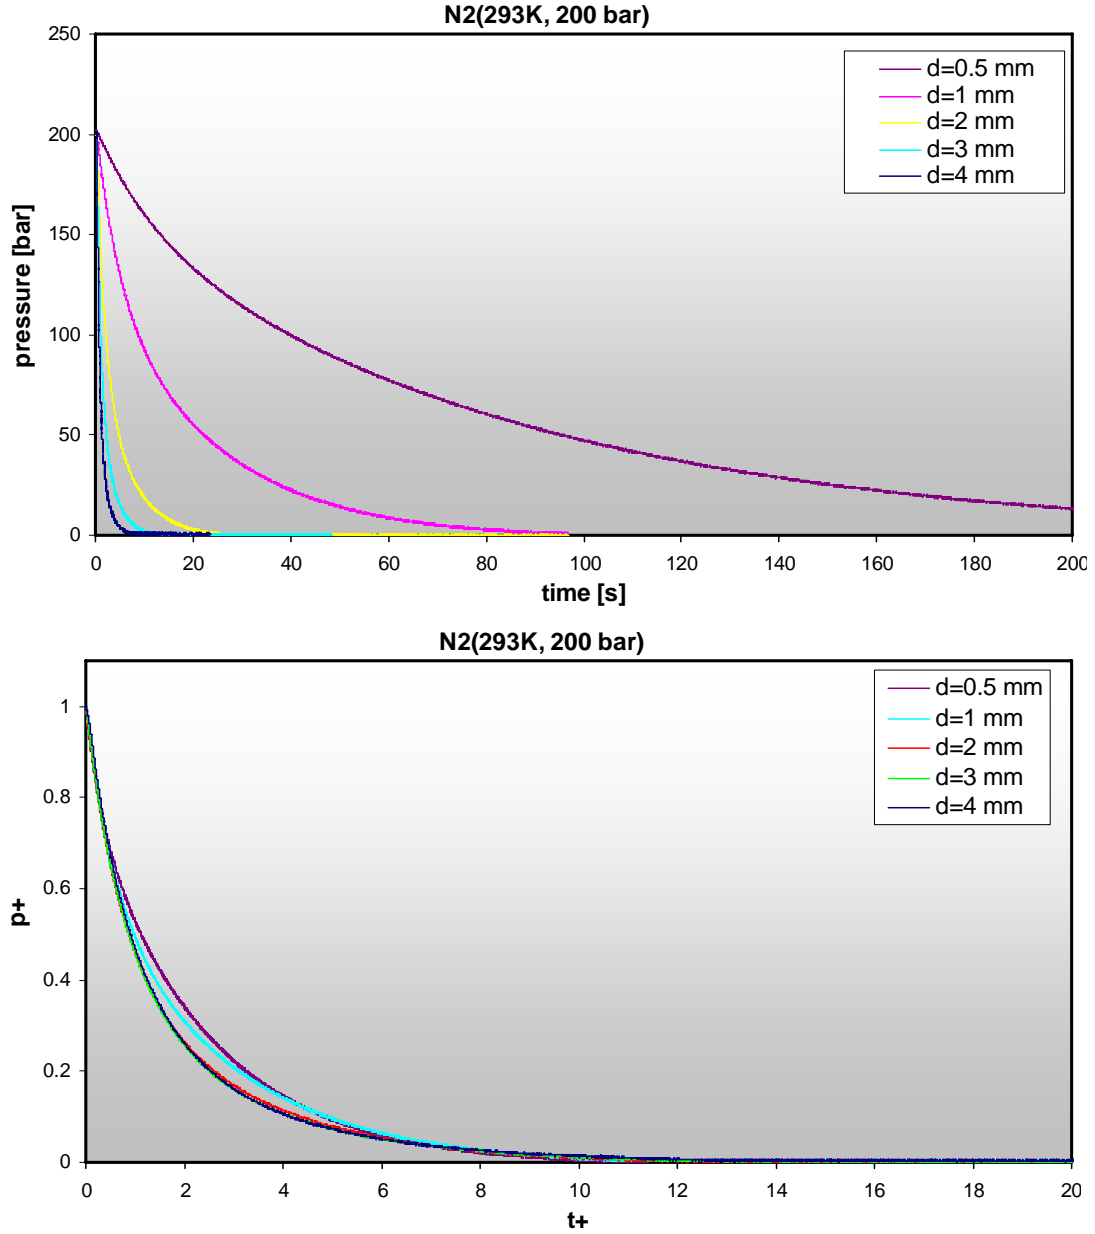 N2(293K, 200 bar)
250
200
150
100
50
0
pressure [bar]
d=0.5 mm
d=1 mm
d=2 mm
d=3 mm
d=4 mm
0 20 40 60 80 100 120 140 160 180 200
time [s]
N2(293K, 200 bar)
1
0.8
0.6
0.4
0.2
0
p+
d=0.5 mm
d=1 mm
d=2 mm
d=3 mm
d=4 mm
0 2 4 6 8 10 12 14 16 18 20
t+